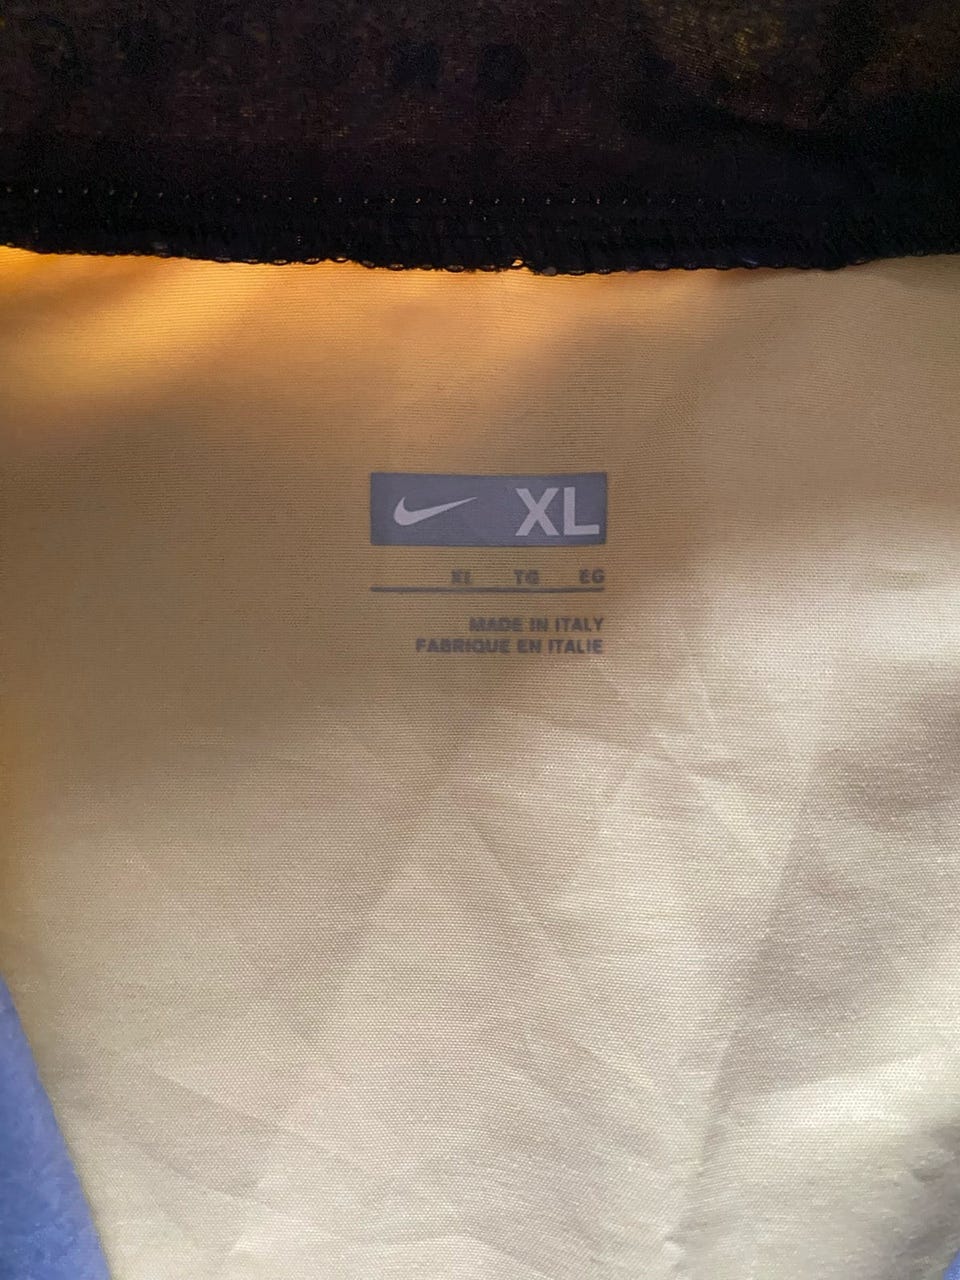 XL
XL TG EG
MADE IN ITALY
FABRIQUE EN ITALIE